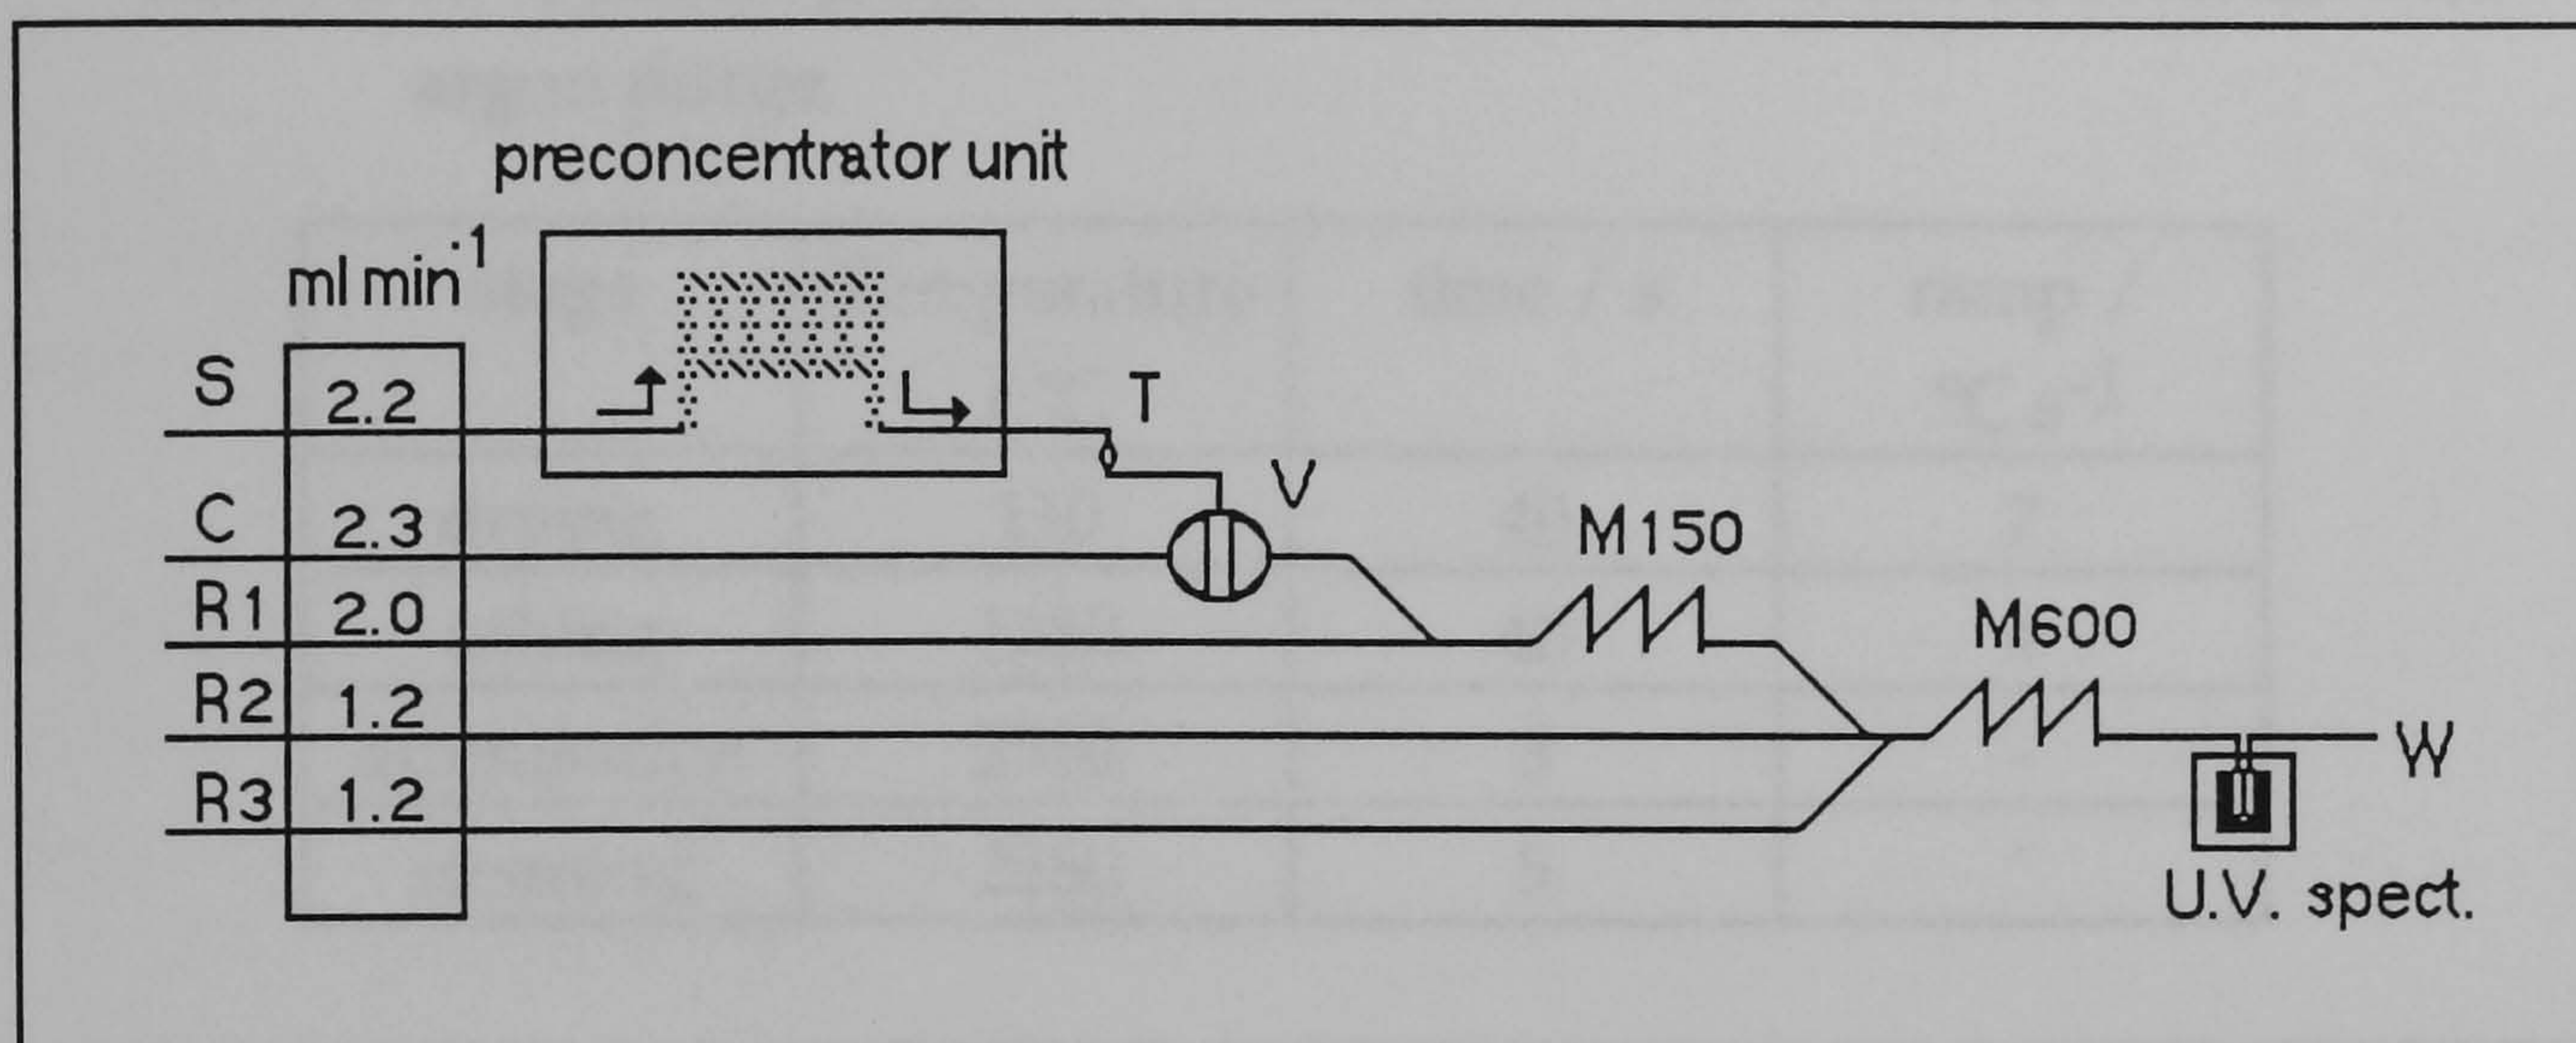 preconcentrator unit
ml min-1
S 2.2
T
C 2.3
V
R1 2.0
M150
R2 1.2
M600
R3 1.2
W
U.V. spect.